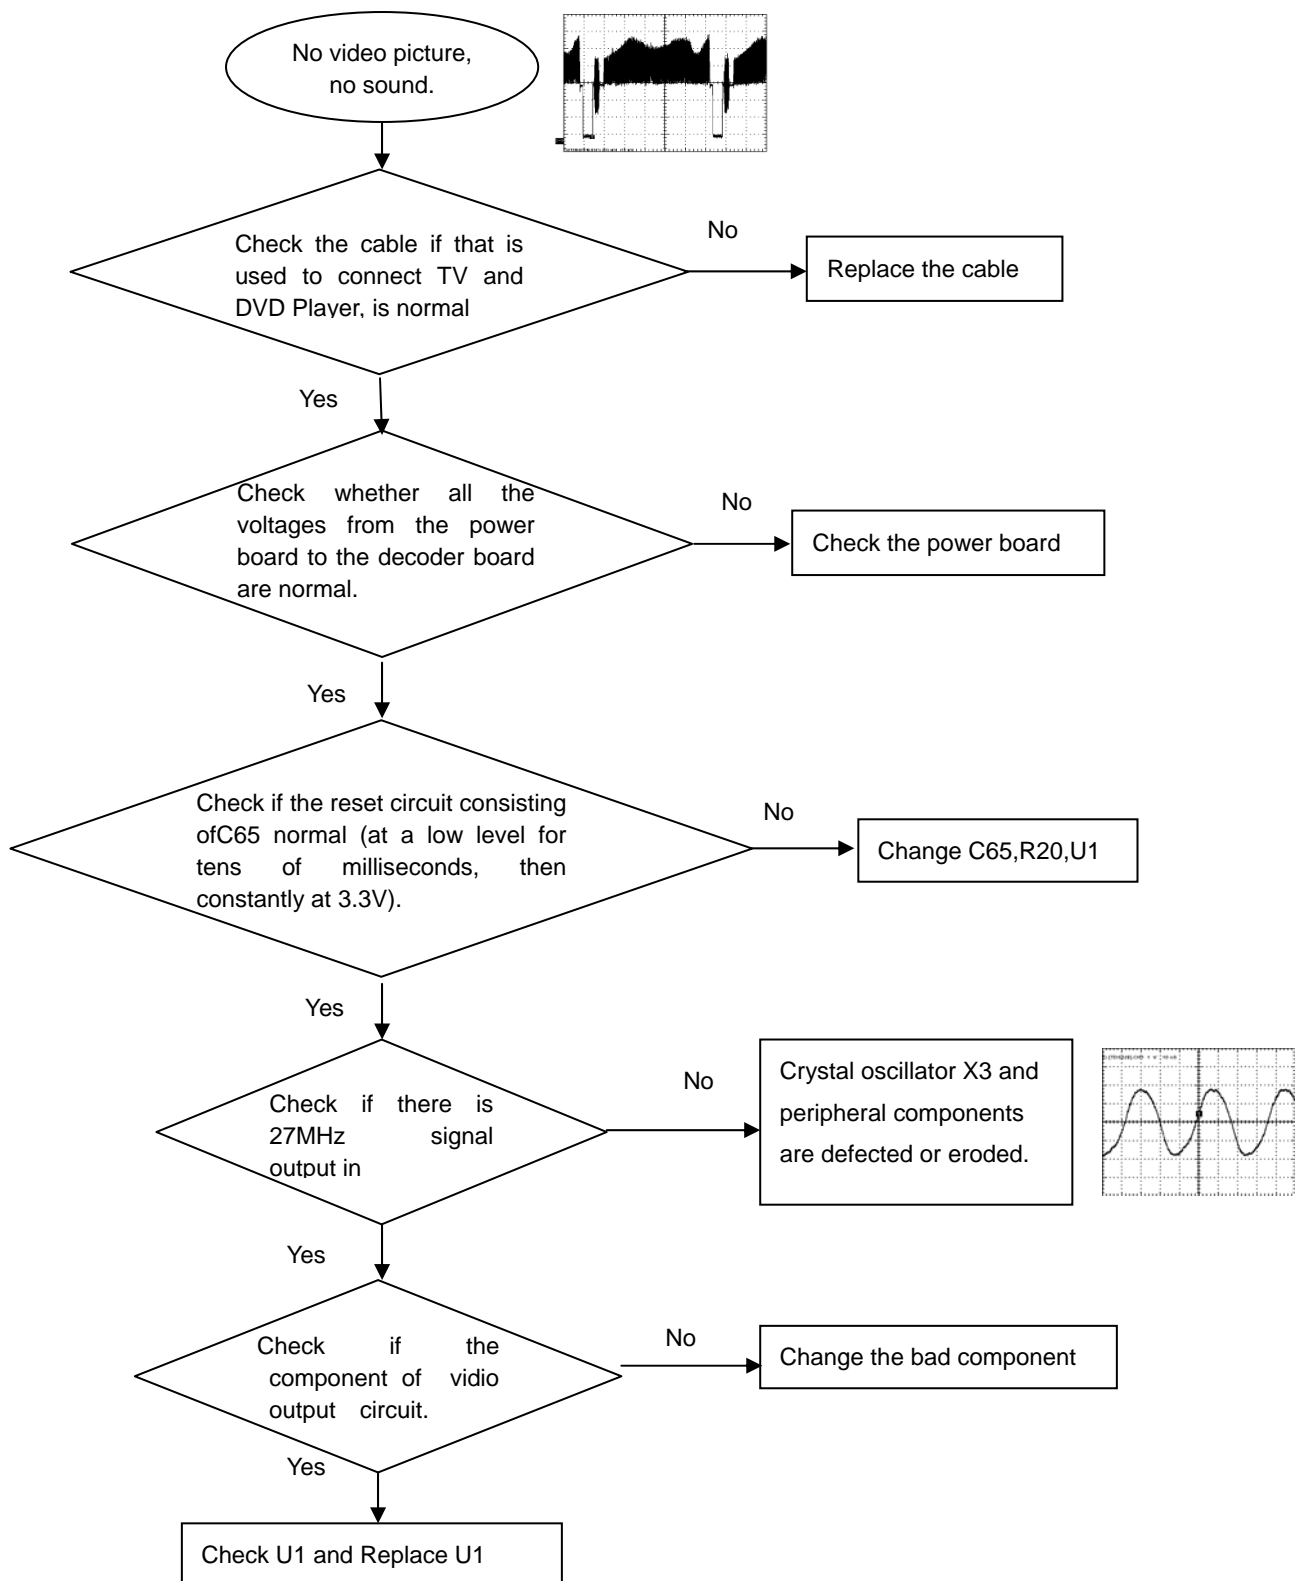 No video picture,
no sound.
Check the cable if that is
used to connect TV and
DVD Player, is normal
No
Replace the cable
Yes
Check whether all the
voltages from the power
board to the decoder board
are normal.
No
Check the power board
Yes
Check if the reset circuit consisting
ofC65 normal (at a low level for
tens of milliseconds, then
constantly at 3.3V).
No
Change C65,R20,U1
Yes
Check if there is
27MHz signal
output in
No
Crystal oscillator X3 and
peripheral components
are defected or eroded.
Yes
Check if the
component of vidio
output circuit.
No
Change the bad component
Yes
Check U1 and Replace U1